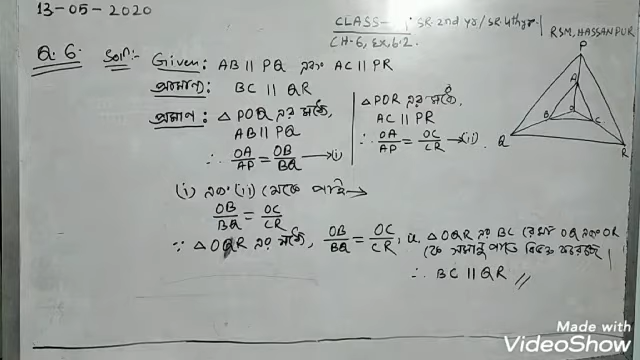 13-05-2020
CLASS- SR.2nd yr/SR.4th yr.
CH-6, Ex.6.2.
RSM, HASSANPUR
Q.6. Soln:- Given: AB || PQ এবং AC || PR
প্রমাণ: BC || QR
প্রমাণ: △POQ এর মধ্যে,
AB || PQ
∴ OA/AP = OB/BQ → (i)
△POR এর মধ্যে,
AC || PR
∴ OA/AP = OC/CR → (ii)
P
A
O
B
C
Q
R
(i) এবং (ii) থেকে পাই →
OB/BQ = OC/CR
∵ △OQR এর মধ্যে, OB/BQ = OC/CR, △OQR এর BC রেখা OQ এবং OR
কে সমানুপাতে বিভক্ত করেছে
∴ BC || QR //
Made with
VideoShow